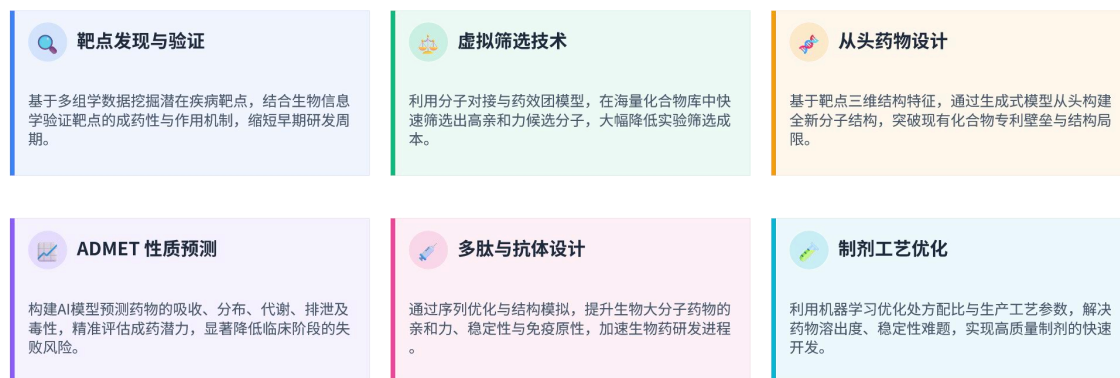 靶点发现与验证
基于多组学数据挖掘潜在疾病靶点，结合生物信息
学验证靶点的成药性与作用机制，缩短早期研发周
期。
虚拟筛选技术
利用分子对接与药效团模型，在海量化合物库中快
速筛选出高亲和力候选分子，大幅降低实验筛选成
本。
从头药物设计
基于靶点三维结构特征，通过生成式模型从头构建
全新分子结构，突破现有化合物专利壁垒与结构局
限。
ADMET 性质预测
构建AI模型预测药物的吸收、分布、代谢、排泄及
毒性，精准评估成药潜力，显著降低临床阶段的失
败风险。
多肽与抗体设计
通过序列优化与结构模拟，提升生物大分子药物的
亲和力、稳定性与免疫原性，加速生物药研发进程
。
制剂工艺优化
利用机器学习优化处方配比与生产工艺参数，解决
药物溶出度、稳定性难题，实现高质量制剂的快速
开发。